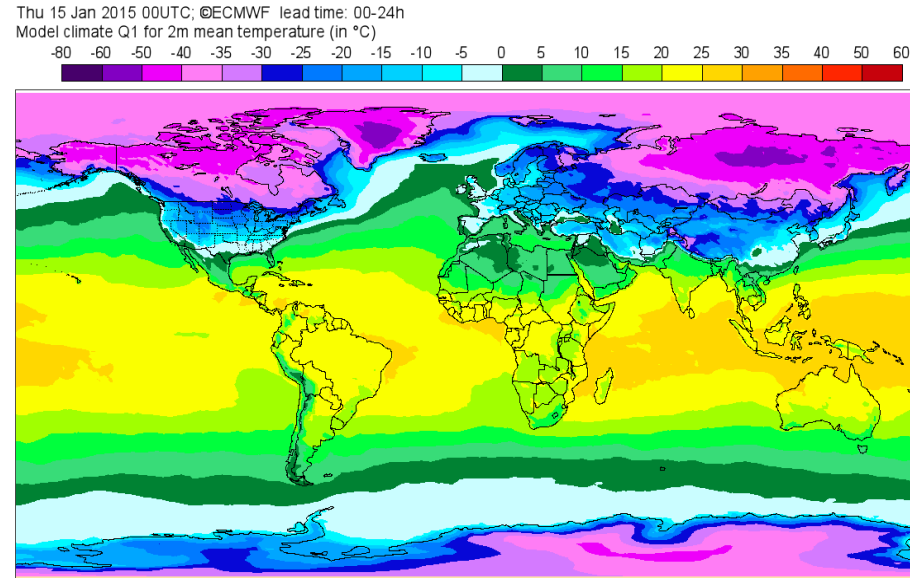 Thu 15 Jan 2015 00UTC; ©ECMWF lead time: 00-24h
Model climate Q1 for 2m mean temperature (in °C)
-80 -60 -50 -40 -30 -25 -20 -15 -10 -5 0 5 10 15 20 25 30 35 40 50 60